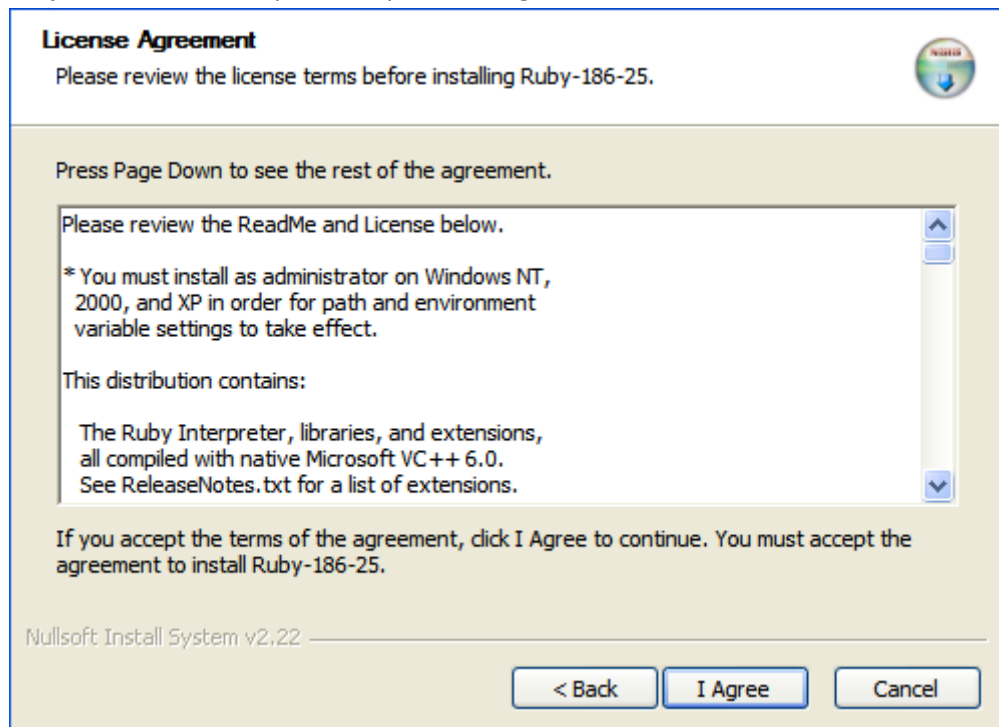 License Agreement
Please review the license terms before installing Ruby-186-25.
NSIS
Press Page Down to see the rest of the agreement.
Please review the ReadMe and License below.
* You must install as administrator on Windows NT,
2000, and XP in order for path and environment
variable settings to take effect.
This distribution contains:
The Ruby Interpreter, libraries, and extensions,
all compiled with native Microsoft VC++ 6.0.
See ReleaseNotes.txt for a list of extensions.
If you accept the terms of the agreement, click I Agree to continue. You must accept the
agreement to install Ruby-186-25.
Nullsoft Install System v2.22
< Back I Agree Cancel